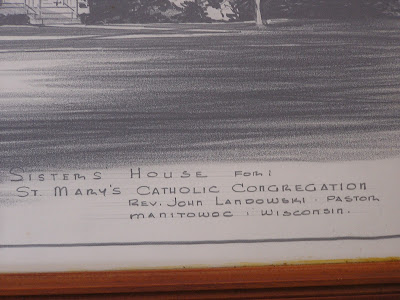 SISTERS HOUSE FOR:
ST. MARY'S CATHOLIC CONGREGATION
REV. JOHN LANDOWSKI . PASTOR
MANITOWOC . WISCONSIN.